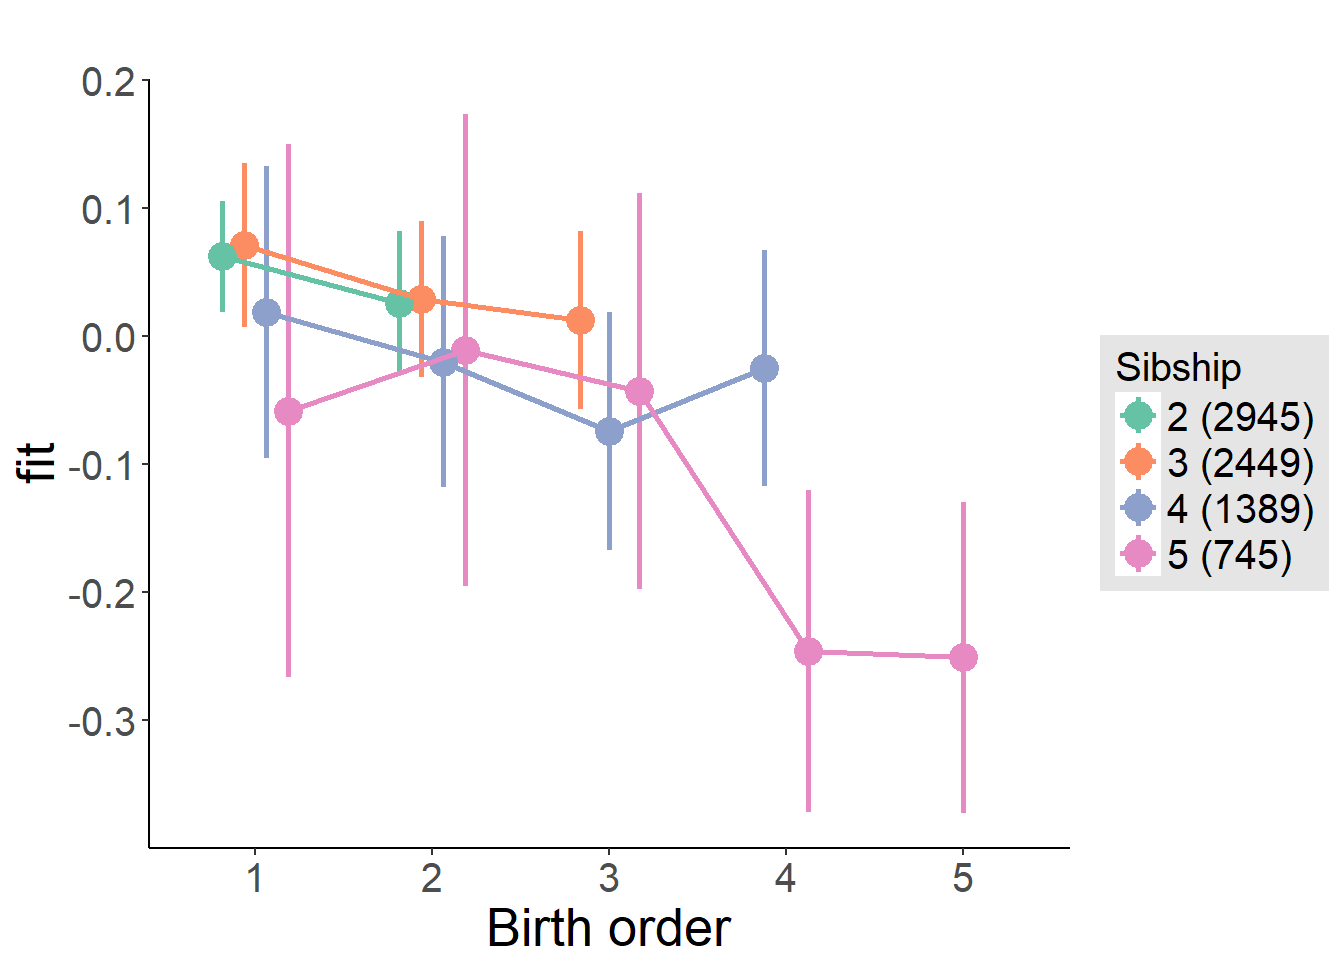 0.2
0.1
0.0
-0.1
-0.2
-0.3
fit
1 2 3 4 5
Birth order
Sibship
2 (2945)
3 (2449)
4 (1389)
5 (745)